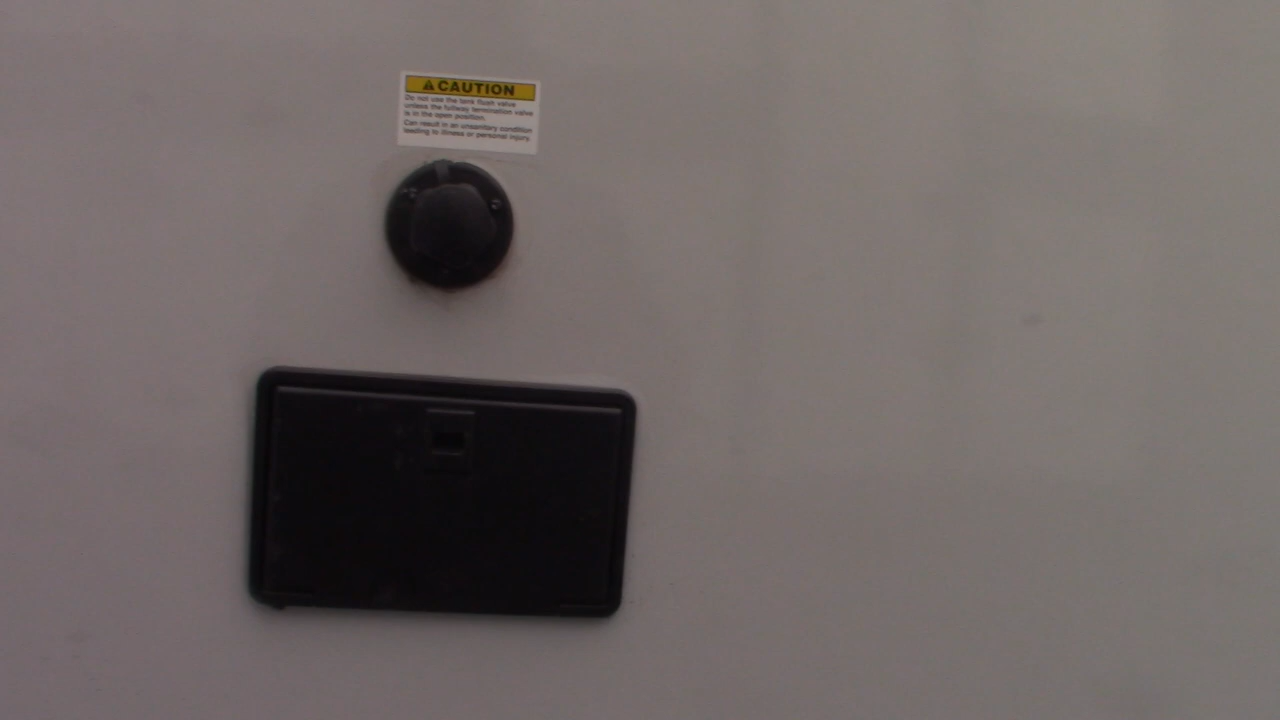 CAUTION
Do not use the tank flush valve
unless the fullway termination valve
is in the open position.
Can result in an unsanitary condition
leading to illness or personal injury.